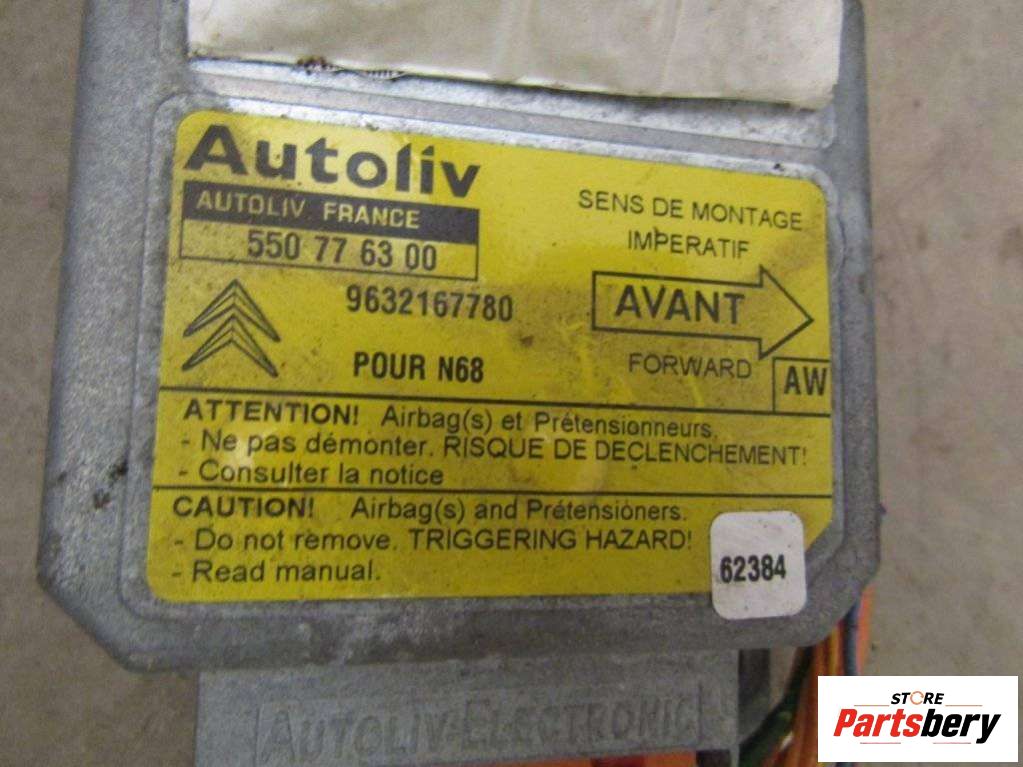 Autoliv
AUTOLIV FRANCE
550 77 63 00
SENS DE MONTAGE
IMPERATIF
9632167780
AVANT
POUR N68
FORWARD
AW
ATTENTION! Airbag(s) et Prétensionneurs.
- Ne pas démonter. RISQUE DE DECLENCHEMENT!
- Consulter la notice
CAUTION! Airbag(s) and Prétensioners.
- Do not remove. TRIGGERING HAZARD!
- Read manual.
62384
AUTOLIV ELECTRONIC
STORE
Partsbery